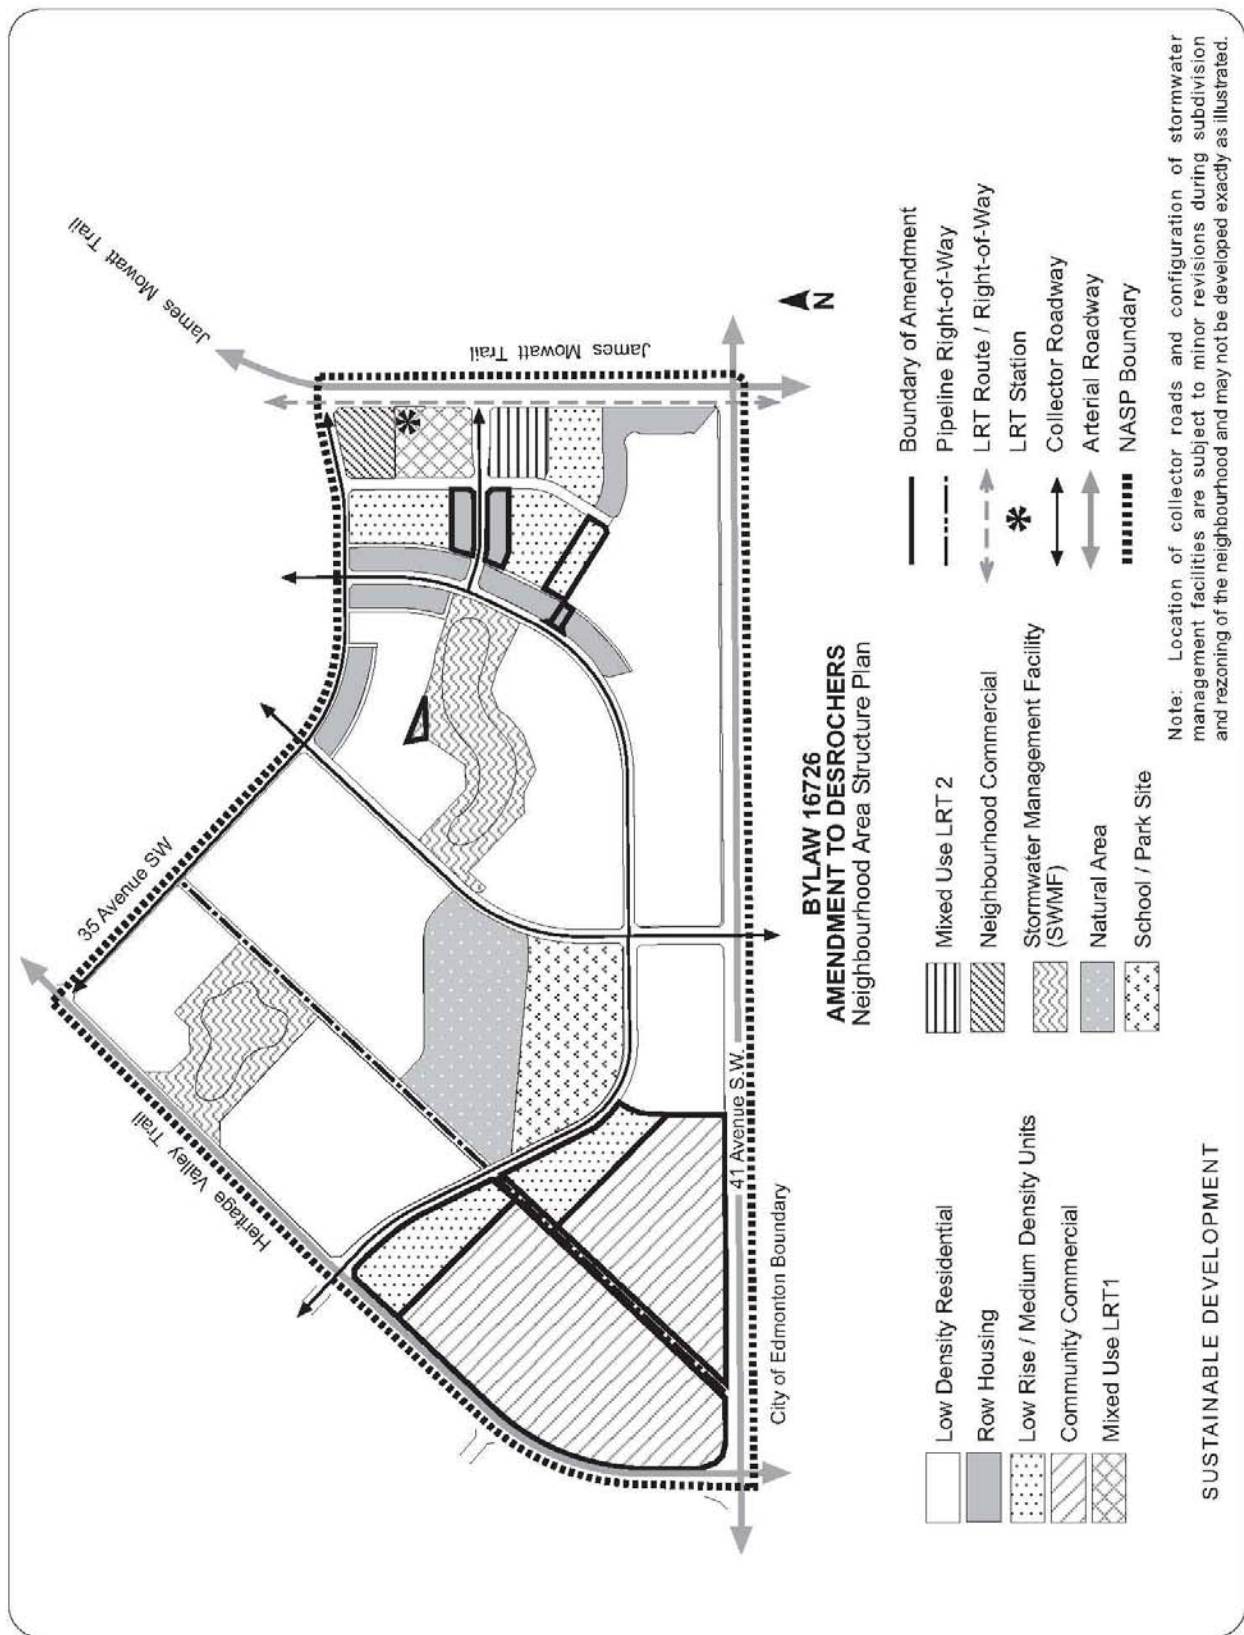 James Mowatt Trail
James Mowatt Trail
35 Avenue SW
Heritage Valley Trail
41 Avenue S.W.
City of Edmonton Boundary
N
BYLAW 16726
AMENDMENT TO DESROCHERS
Neighbourhood Area Structure Plan
Low Density Residential
Row Housing
Low Rise / Medium Density Units
Community Commercial
Mixed Use LRT1
Mixed Use LRT 2
Neighbourhood Commercial
Stormwater Management Facility
(SWMF)
Natural Area
School / Park Site
Boundary of Amendment
Pipeline Right-of-Way
LRT Route / Right-of-Way
LRT Station
Collector Roadway
Arterial Roadway
NASP Boundary
SUSTAINABLE DEVELOPMENT
Note: Location of collector roads and configuration of stormwater
management facilities are subject to minor revisions during subdivision
and rezoning of the neighbourhood and may not be developed exactly as illustrated.